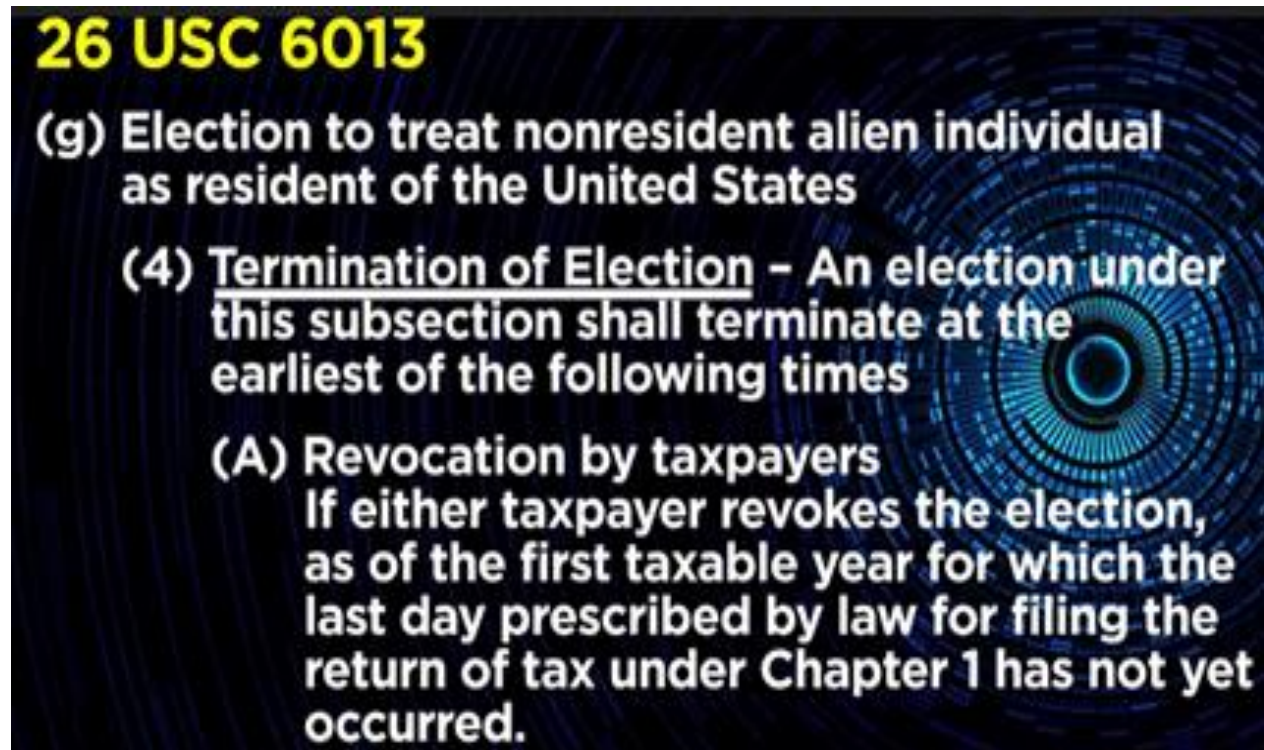 26 USC 6013
(g) Election to treat nonresident alien individual
as resident of the United States
(4) Termination of Election – An election under
this subsection shall terminate at the
earliest of the following times
(A) Revocation by taxpayers
If either taxpayer revokes the election,
as of the first taxable year for which the
last day prescribed by law for filing the
return of tax under Chapter 1 has not yet
occurred.